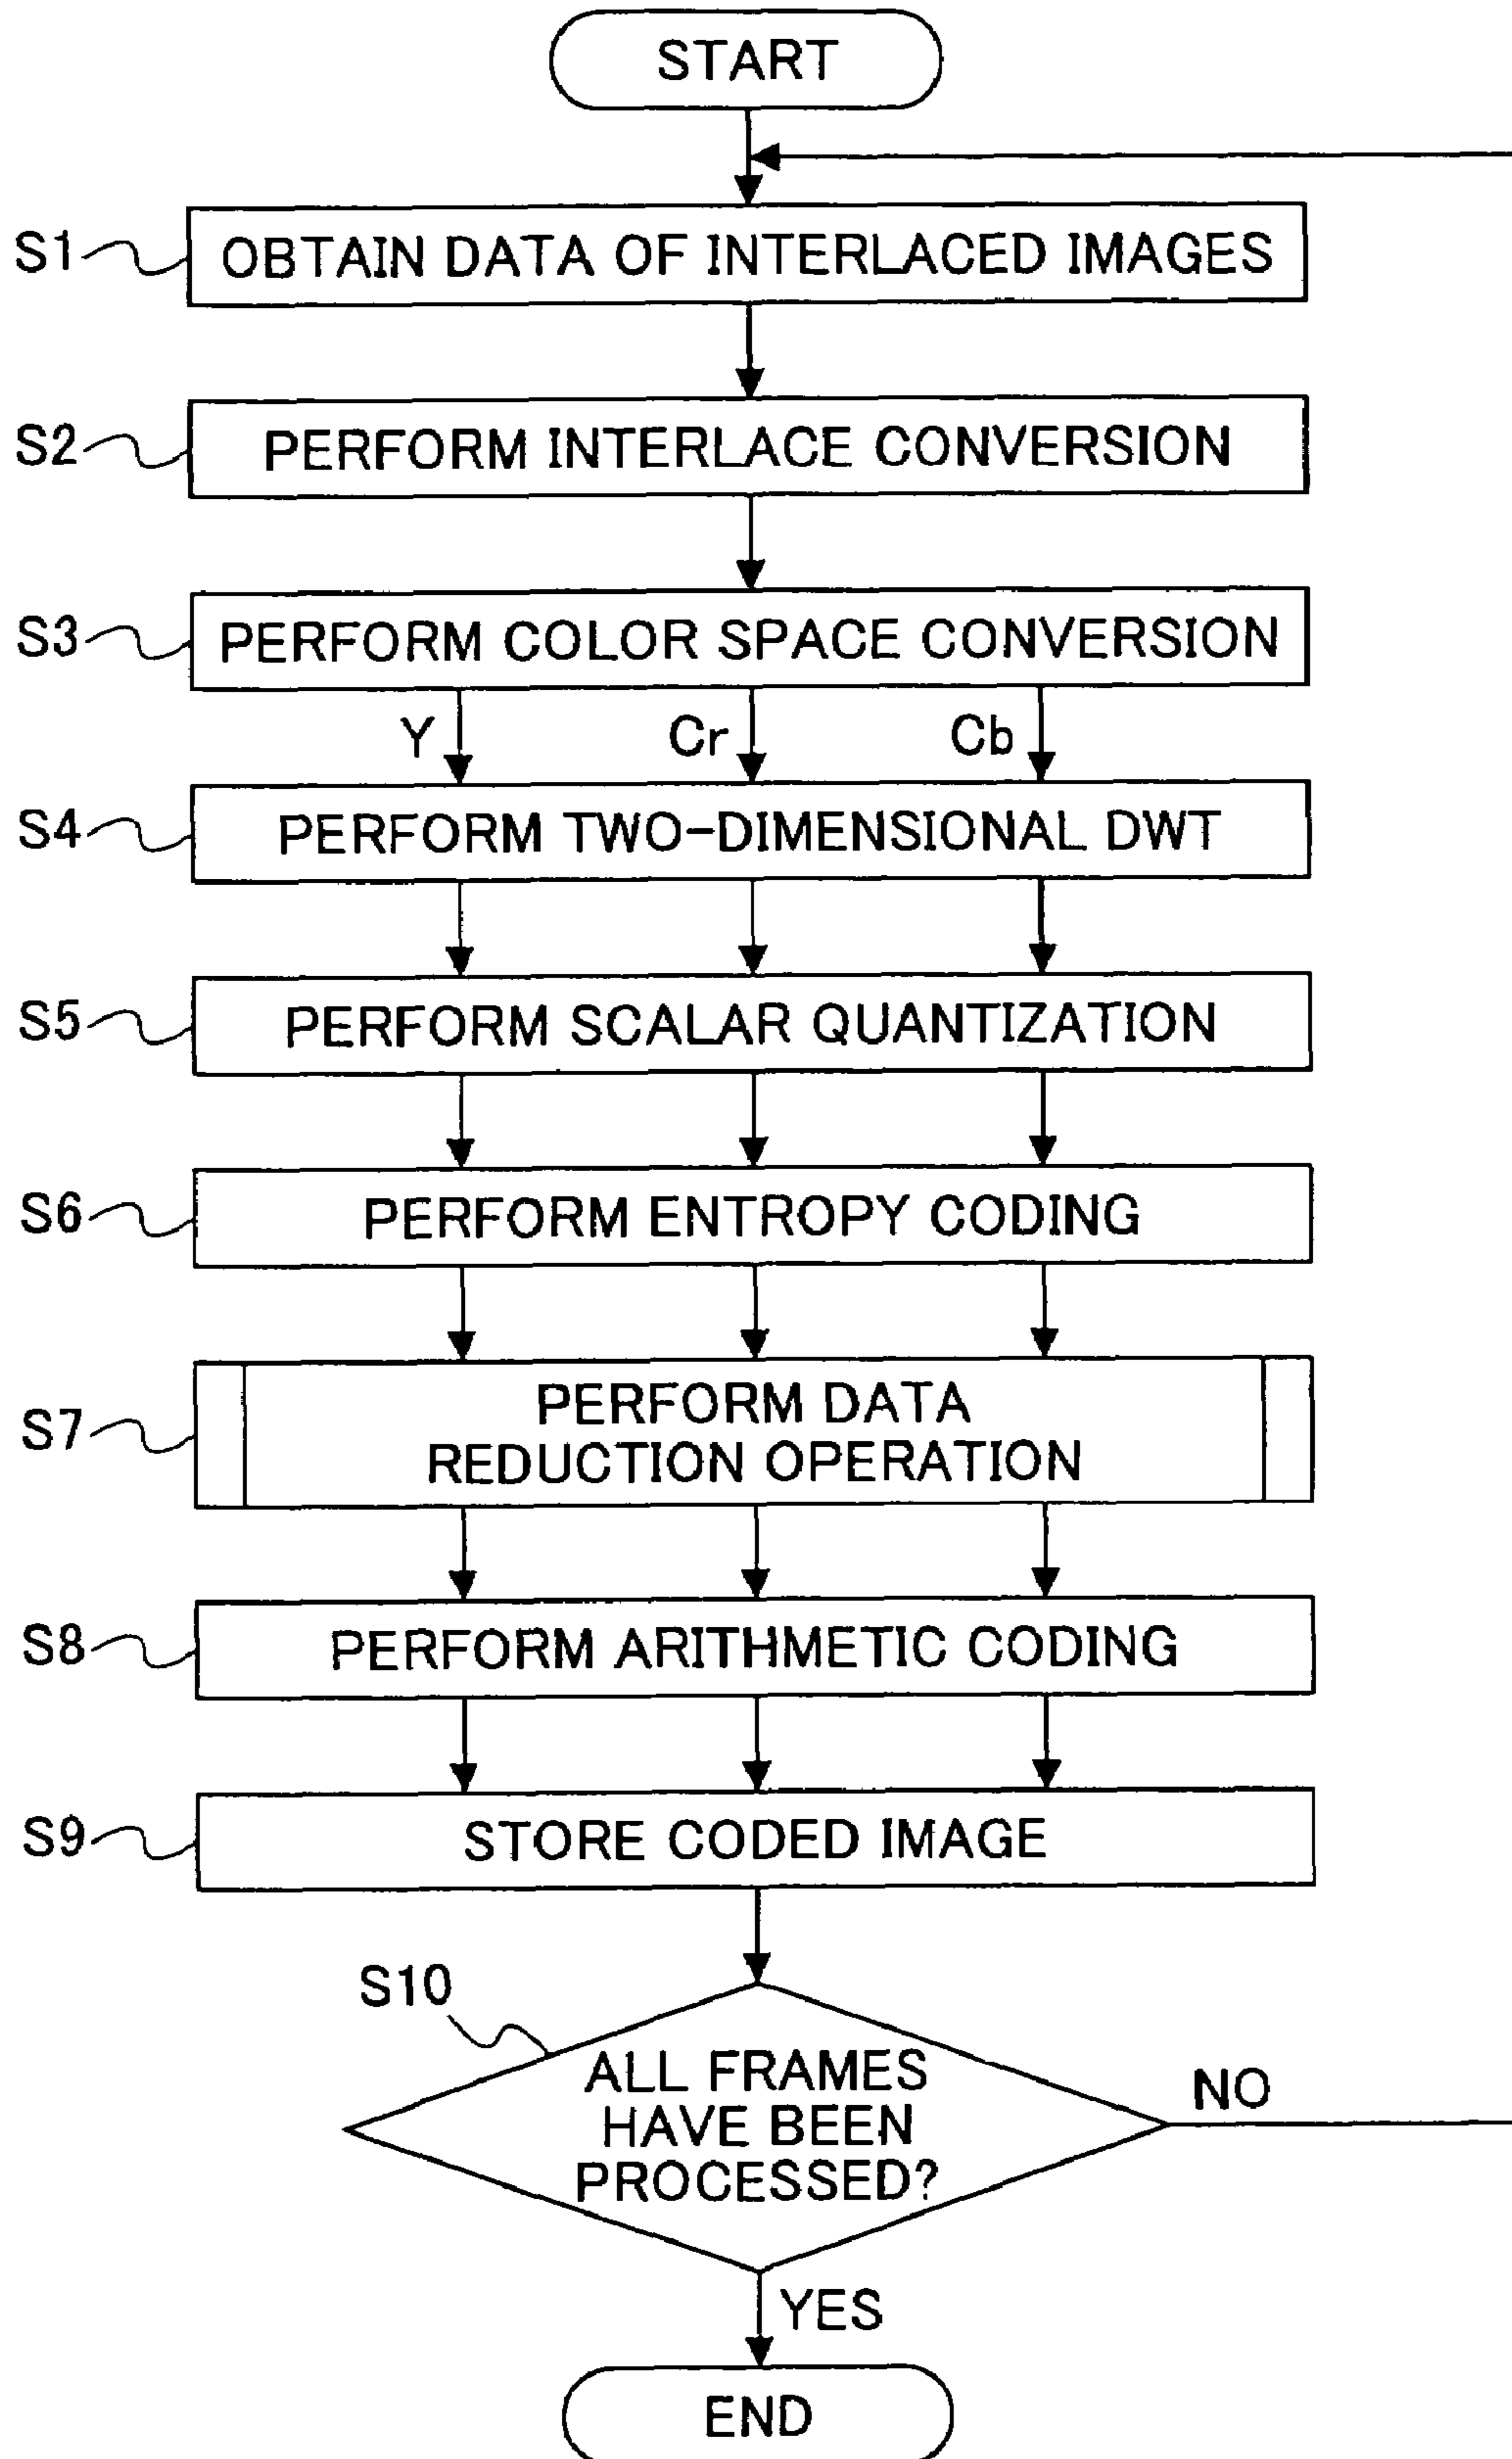 START
S1
OBTAIN DATA OF INTERLACED IMAGES
S2
PERFORM INTERLACE CONVERSION
S3
PERFORM COLOR SPACE CONVERSION
Y
Cr
Cb
S4
PERFORM TWO-DIMENSIONAL DWT
S5
PERFORM SCALAR QUANTIZATION
S6
PERFORM ENTROPY CODING
S7
PERFORM DATA
REDUCTION OPERATION
S8
PERFORM ARITHMETIC CODING
S9
STORE CODED IMAGE
S10
ALL FRAMES
HAVE BEEN
PROCESSED?
NO
YES
END